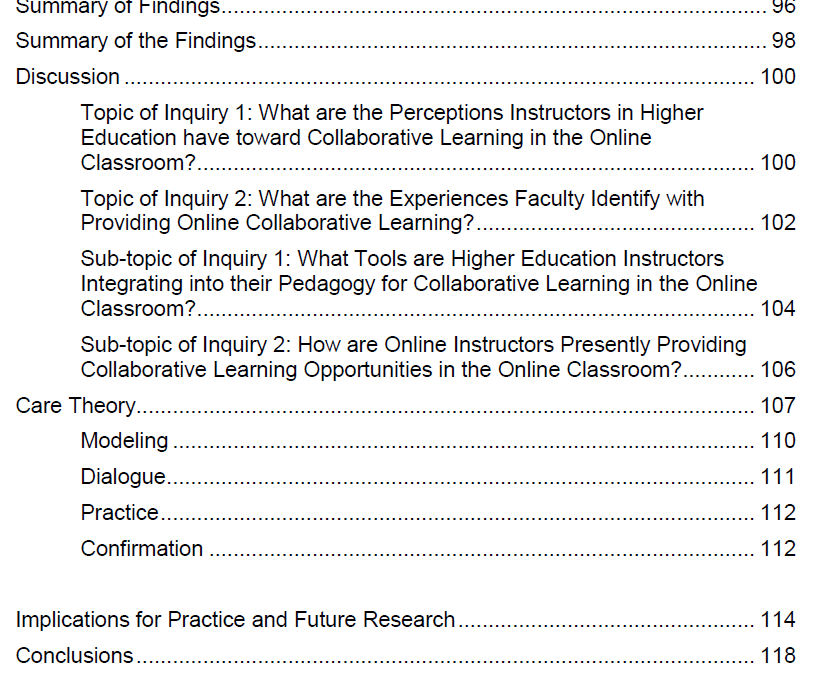 Summary of Findings........................................................................................... 96
Summary of the Findings..................................................................................... 98
Discussion ......................................................................................................... 100
Topic of Inquiry 1: What are the Perceptions Instructors in Higher
Education have toward Collaborative Learning in the Online
Classroom?............................................................................................. 100
Topic of Inquiry 2: What are the Experiences Faculty Identify with
Providing Online Collaborative Learning?.............................................. 102
Sub-topic of Inquiry 1: What Tools are Higher Education Instructors
Integrating into their Pedagogy for Collaborative Learning in the Online
Classroom?............................................................................................. 104
Sub-topic of Inquiry 2: How are Online Instructors Presently Providing
Collaborative Learning Opportunities in the Online Classroom?............ 106
Care Theory....................................................................................................... 107
Modeling ................................................................................................. 110
Dialogue.................................................................................................. 111
Practice................................................................................................... 112
Confirmation ........................................................................................... 112
Implications for Practice and Future Research.................................................. 114
Conclusions ....................................................................................................... 118